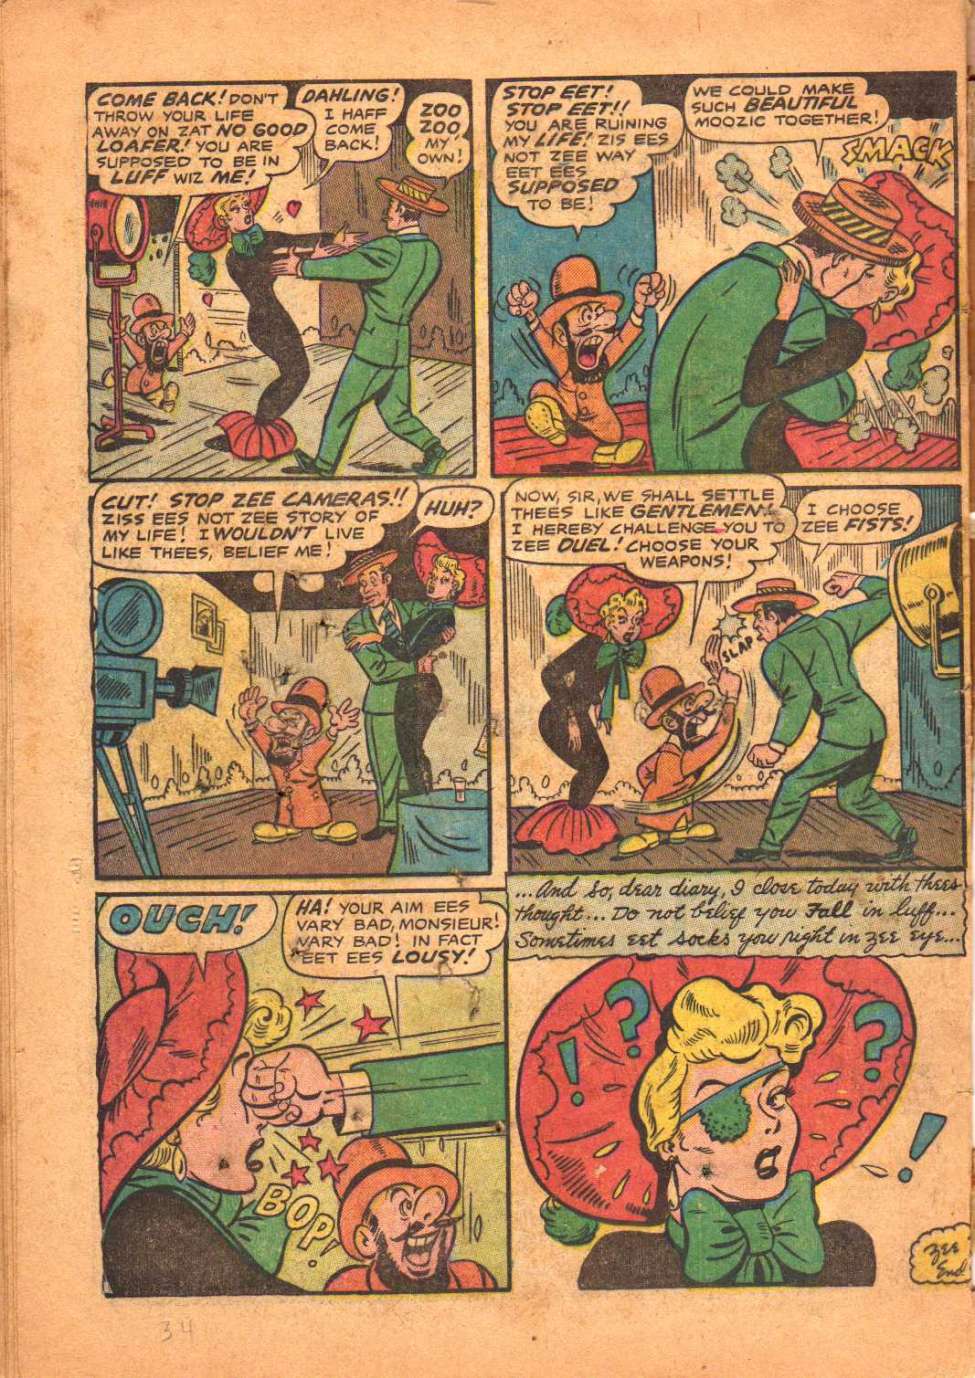 COME BACK! DON'T
THROW YOUR LIFE
AWAY ON ZAT NO GOOD
LOAFER! YOU ARE
SUPPOSED TO BE IN
LUFF WIZ ME!
DAHLING!
I HAFF
COME
BACK!
ZOO
ZOO,
MY
OWN!
STOP EET!
STOP EET!!
YOU ARE RUINING
MY LIFE! ZIS EES
NOT ZEE WAY
EET EES
SUPPOSED
TO BE!
WE COULD MAKE
SUCH BEAUTIFUL
MOOZIC TOGETHER!
SMACK
CUT! STOP ZEE CAMERAS!!
ZISS EES NOT ZEE STORY OF
MY LIFE! I WOULDN'T LIVE
LIKE THEES, BELIEF ME!
HUH?
NOW, SIR, WE SHALL SETTLE
THEES LIKE GENTLEMEN!
I HEREBY CHALLENGE YOU TO
ZEE DUEL! CHOOSE YOUR
WEAPONS!
I CHOOSE
ZEE FISTS!
SLAP
OUCH!
HA! YOUR AIM EES
VARY BAD, MONSIEUR!
VARY BAD! IN FACT
EET EES LOUSY!
BOP!
...And so, dear diary, I close today with thees
thought... Do not belief you Fall in luff...
Sometimes eet socks you right in zee eye...
?
!
?
!
Zee
End
34